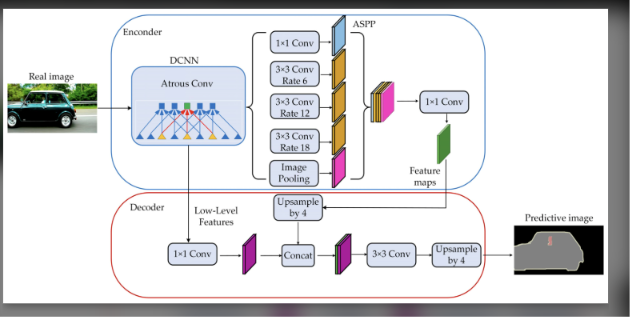 Enconder
ASPP
DCNN
Real image
Atrous Conv
1×1 Conv
3×3 Conv
Rate 6
3×3 Conv
Rate 12
3×3 Conv
Rate 18
Image
Pooling
1×1 Conv
Feature
maps
Decoder
Low-Level
Features
Upsample
by 4
1×1 Conv
Concat
3×3 Conv
Upsample
by 4
Predictive image